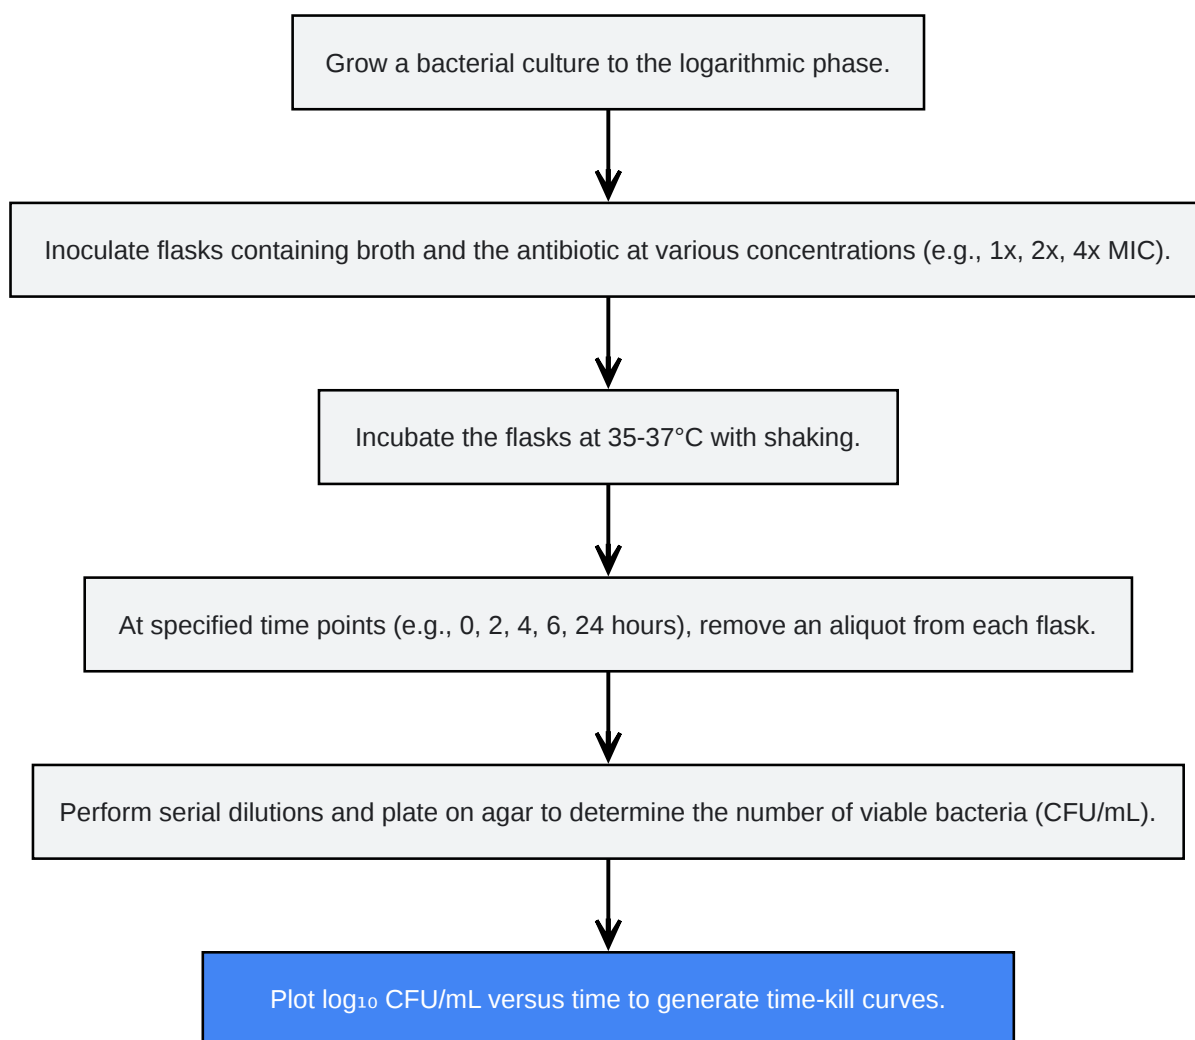 Grow a bacterial culture to the logarithmic phase.
Inoculate flasks containing broth and the antibiotic at various concentrations (e.g., 1x, 2x, 4x MIC).
Incubate the flasks at 35-37°C with shaking.
At specified time points (e.g., 0, 2, 4, 6, 24 hours), remove an aliquot from each flask.
Perform serial dilutions and plate on agar to determine the number of viable bacteria (CFU/mL).
Plot log₁₀ CFU/mL versus time to generate time-kill curves.